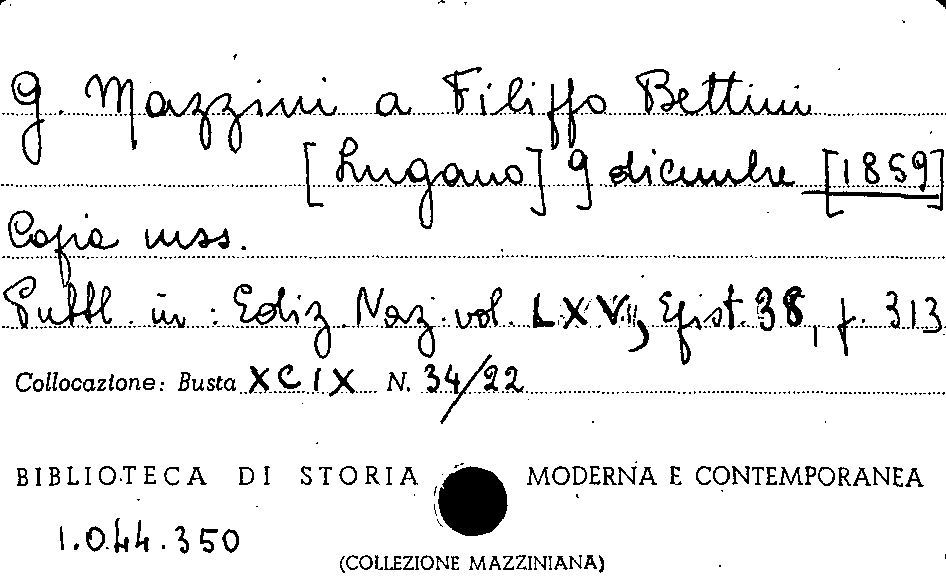 G. Mazzini a Filippo Bettini
[Lugano] 9 dicembre [1859]
Copia mss.
Pubbl. in: Ediz. Naz. vol. LXV, Epist. 38, p. 313
Collocazione: Busta XCIX N. 34/22
BIBLIOTECA DI STORIA MODERNA E CONTEMPORANEA
1.044.350
(COLLEZIONE MAZZINIANA)